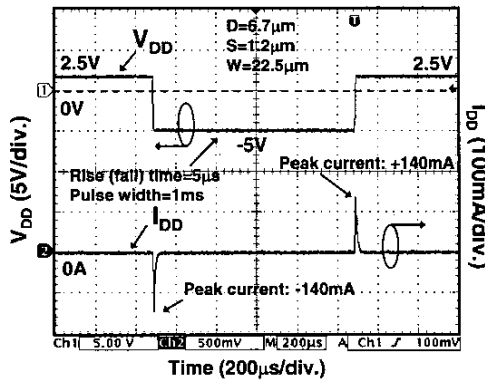 D=6.7μm
S=1.2μm
W=22.5μm
T
V_DD
2.5V
2.5V
1
0V
-5V
Rise (fall) time=5μs
Pulse width=1ms
Peak current: +140mA
I_DD
2
0A
Peak current: -140mA
V_DD (5V/div.)
I_DD (100mA/div.)
Ch1 5.00 V Ch2 500mV M 200μs A Ch1 ƒ 100mV
Time (200μs/div.)